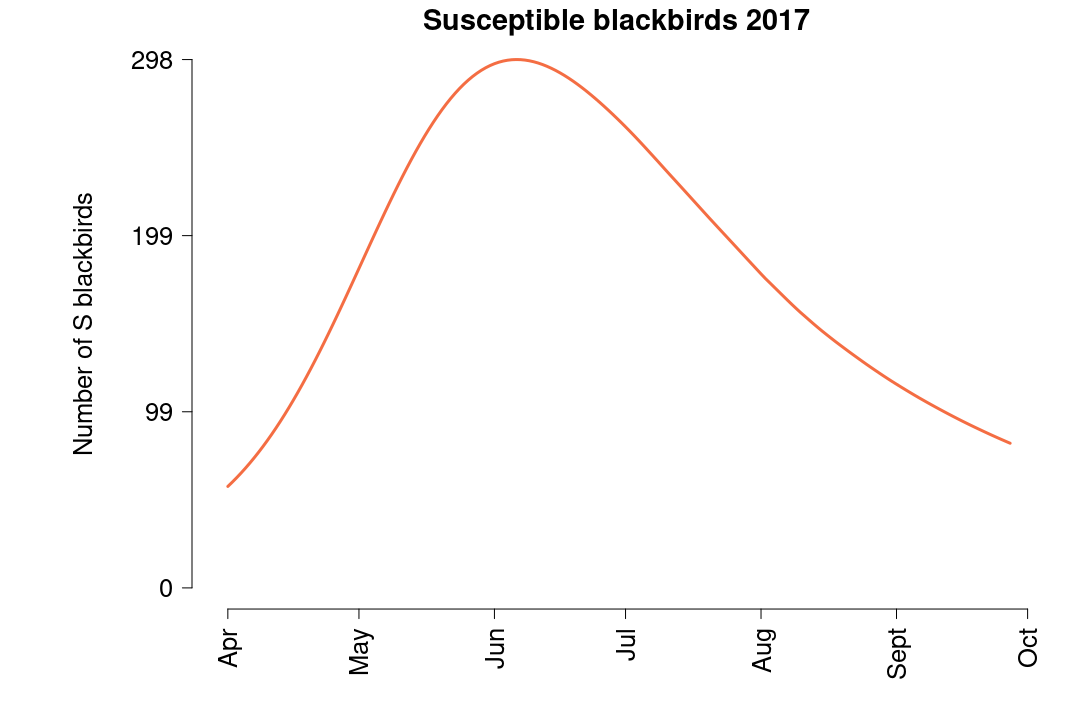 Susceptible blackbirds 2017
Number of S blackbirds
298
199
99
0
Apr
May
Jun
Jul
Aug
Sept
Oct